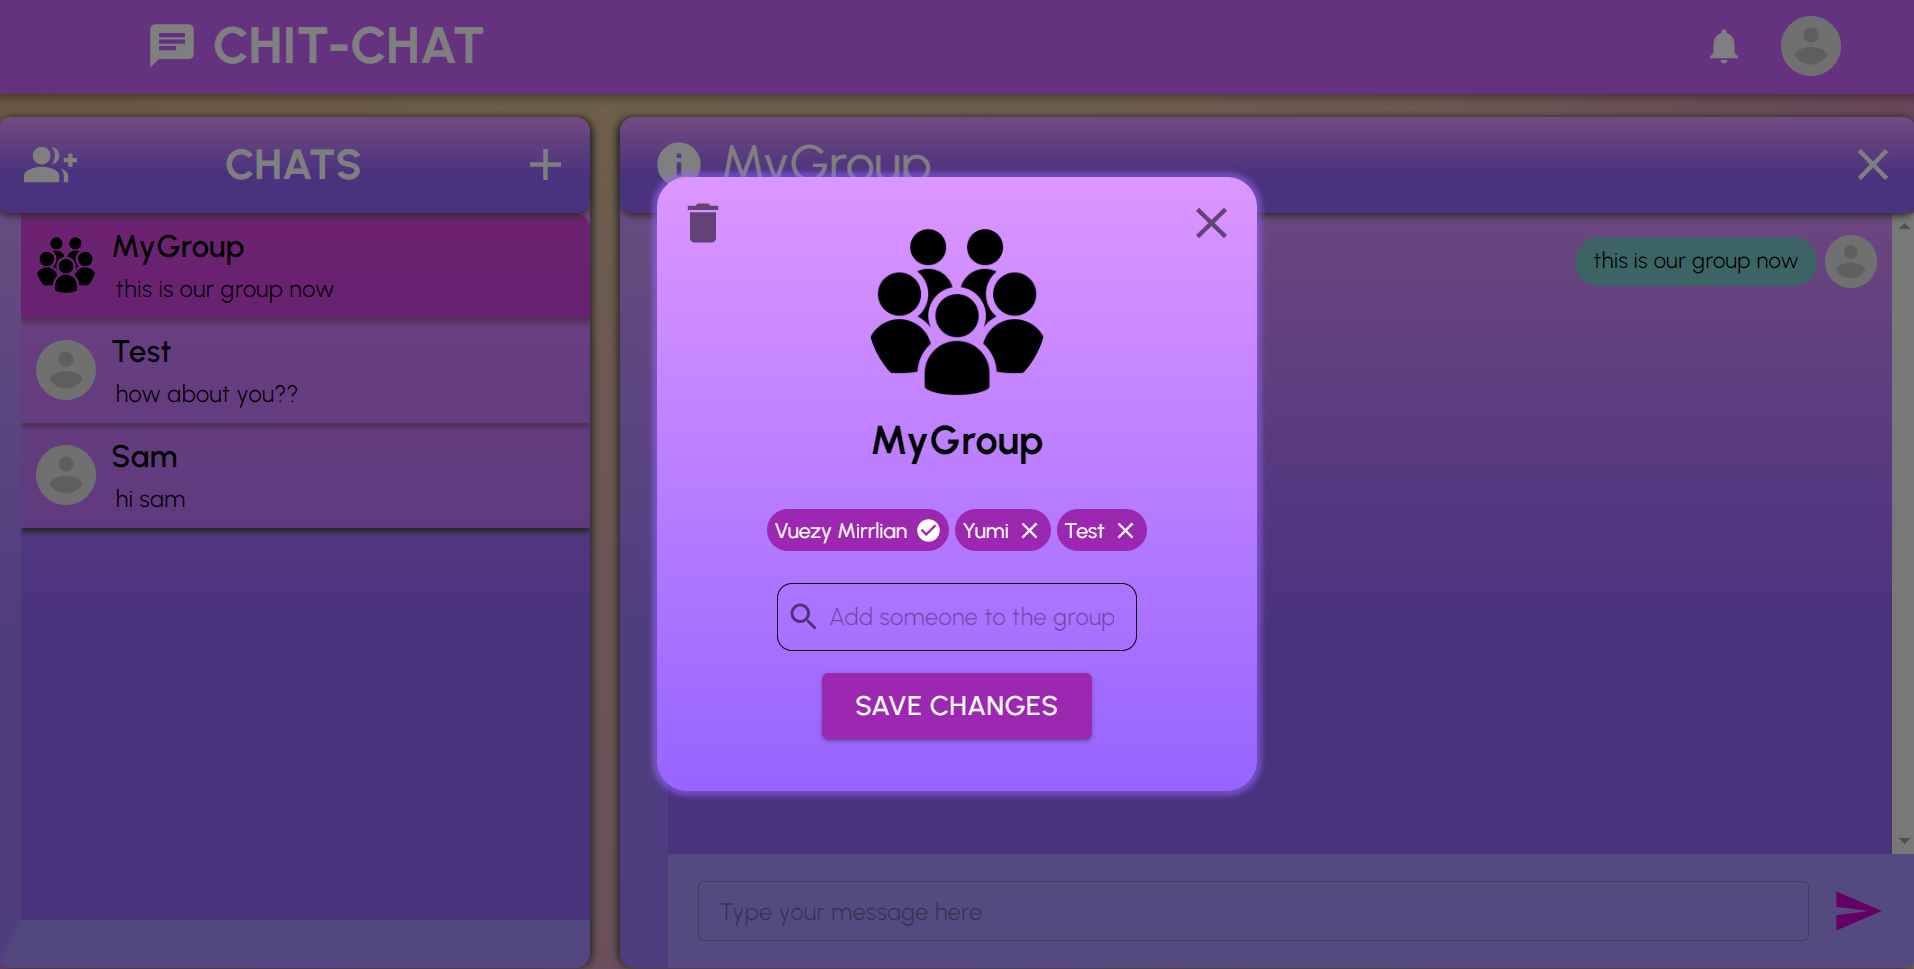 CHIT-CHAT
CHATS
MyGroup
this is our group now
Test
how about you??
Sam
hi sam
MyGroup
this is our group now
MyGroup
Vuezy Mirrlian Yumi Test
Add someone to the group
SAVE CHANGES
Type your message here